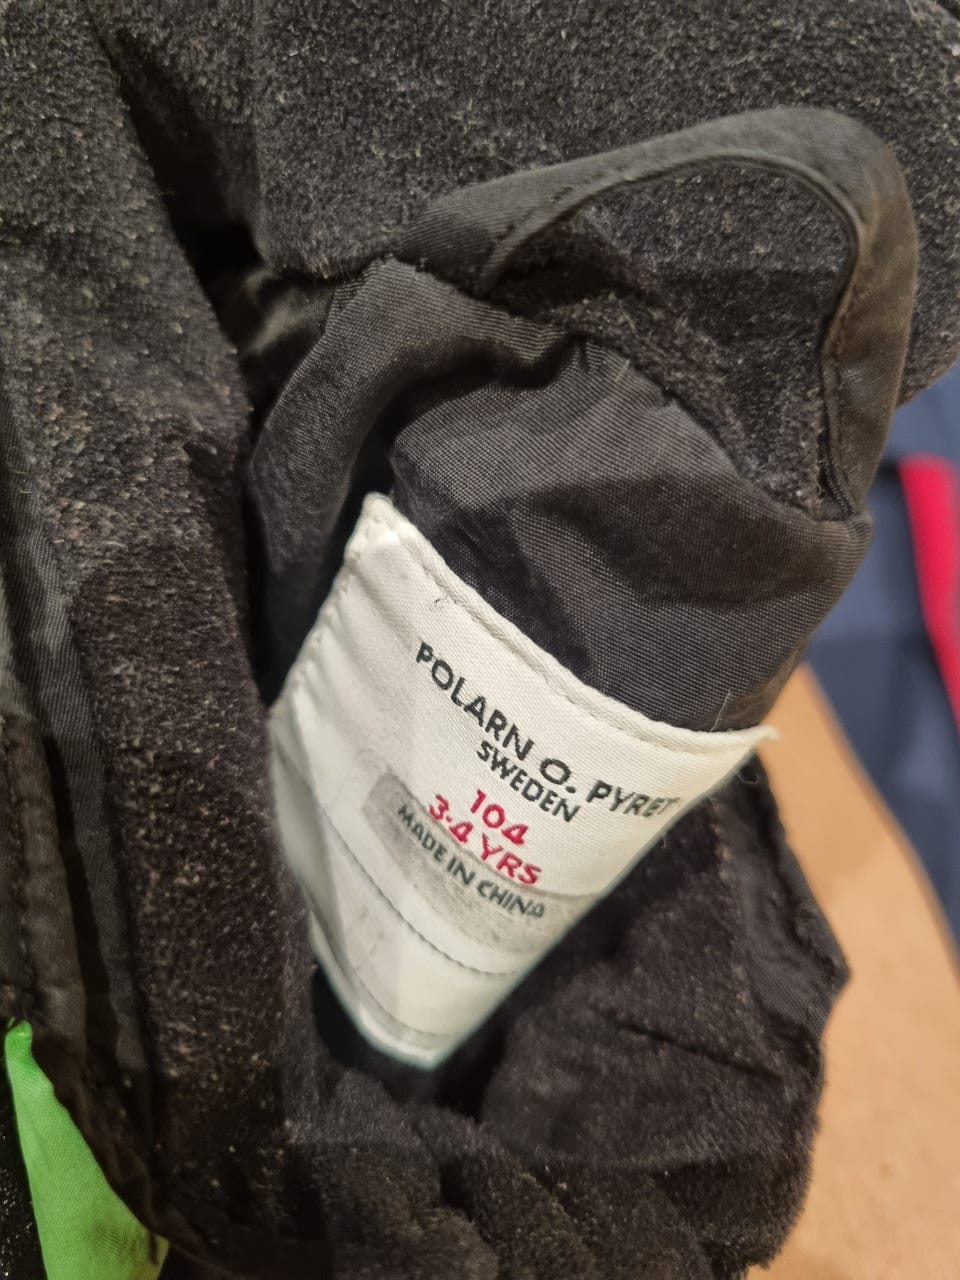 POLARN O. PYRET
SWEDEN
104
3-4 YRS
MADE IN CHINA